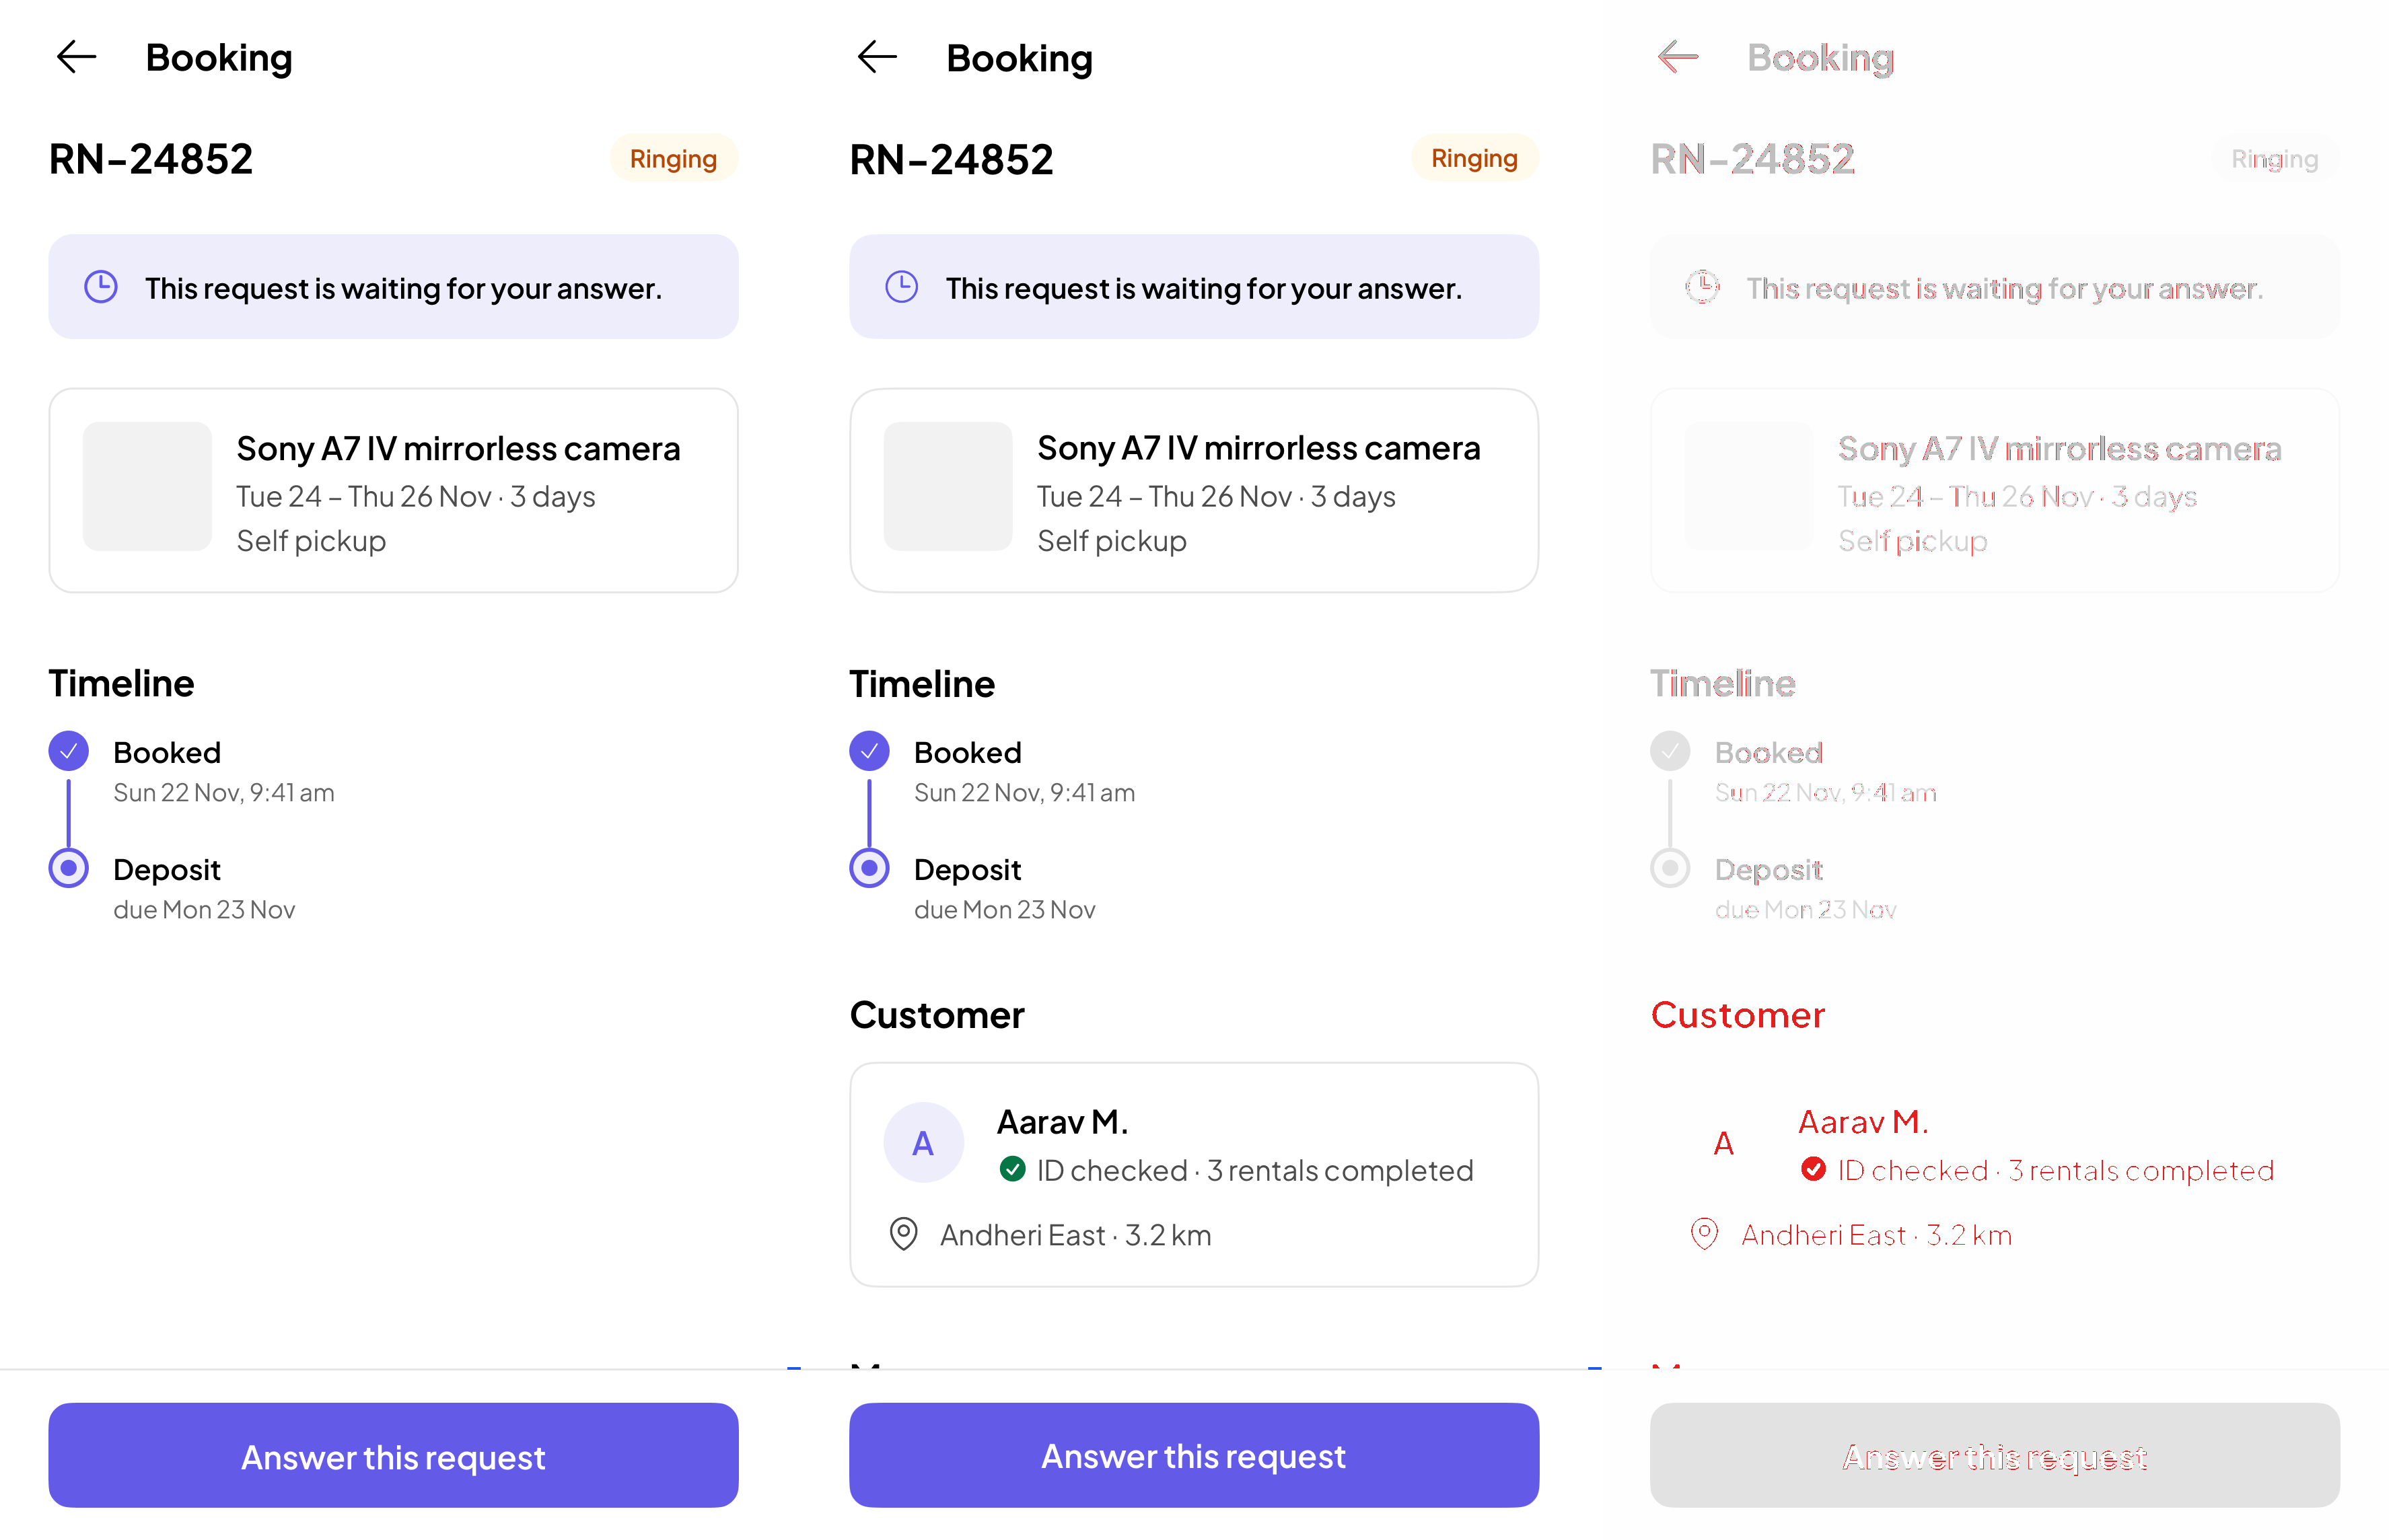 Booking
RN-24852
Ringing
This request is waiting for your answer.
Sony A7 IV mirrorless camera
Tue 24 – Thu 26 Nov · 3 days
Self pickup
Timeline
Booked
Sun 22 Nov, 9:41 am
Deposit
due Mon 23 Nov
Answer this request
Booking
RN-24852
Ringing
This request is waiting for your answer.
Sony A7 IV mirrorless camera
Tue 24 – Thu 26 Nov · 3 days
Self pickup
Timeline
Booked
Sun 22 Nov, 9:41 am
Deposit
due Mon 23 Nov
Customer
A
Aarav M.
ID checked · 3 rentals completed
Andheri East · 3.2 km
Answer this request
Booking
RN-24852
Ringing
This request is waiting for your answer.
Sony A7 IV mirrorless camera
Tue 24 – Thu 26 Nov · 3 days
Self pickup
Timeline
Booked
Sun 22 Nov, 9:41 am
Deposit
due Mon 23 Nov
Customer
A
Aarav M.
ID checked · 3 rentals completed
Andheri East · 3.2 km
Answer this request